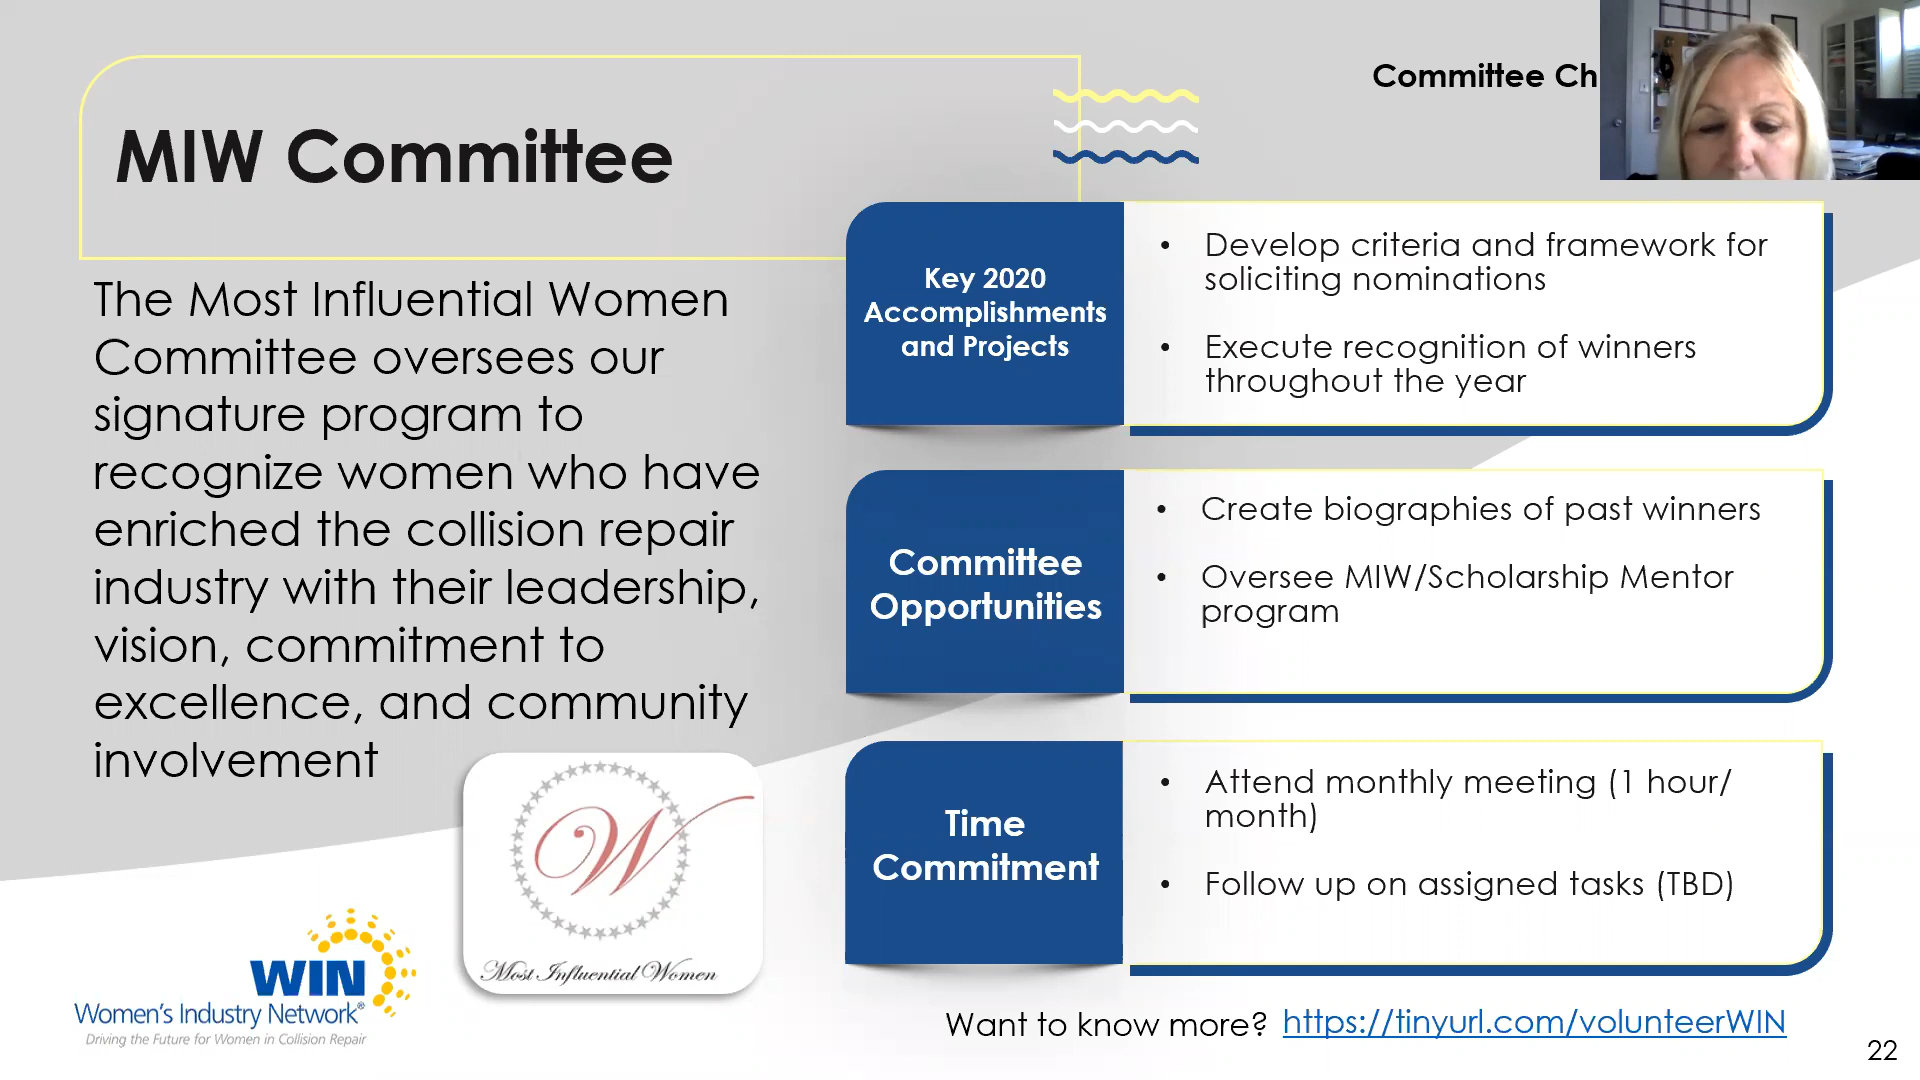 Committee Ch
MIW Committee
The Most Influential Women
Committee oversees our
signature program to
recognize women who have
enriched the collision repair
industry with their leadership,
vision, commitment to
excellence, and community
involvement
Key 2020
Accomplishments
and Projects
• Develop criteria and framework for
soliciting nominations
• Execute recognition of winners
throughout the year
Committee
Opportunities
• Create biographies of past winners
• Oversee MIW/Scholarship Mentor
program
Time
Commitment
• Attend monthly meeting (1 hour/
month)
• Follow up on assigned tasks (TBD)
W
Most Influential Women
WIN
Women's Industry Network®
Driving the Future for Women in Collision Repair
Want to know more? https://tinyurl.com/volunteerWIN
22